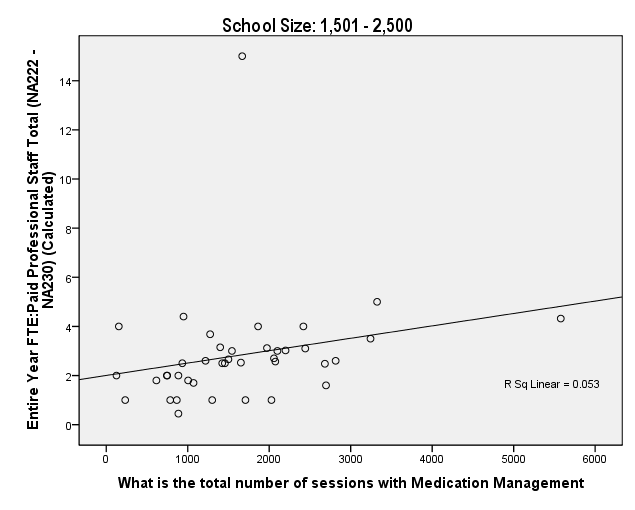 School Size: 1,501 - 2,500
Entire Year FTE:Paid Professional Staff Total (NA222 -
NA230) (Calculated)
14
12
10
8
6
4
2
0
R Sq Linear = 0.053
0 1000 2000 3000 4000 5000 6000
What is the total number of sessions with Medication Management